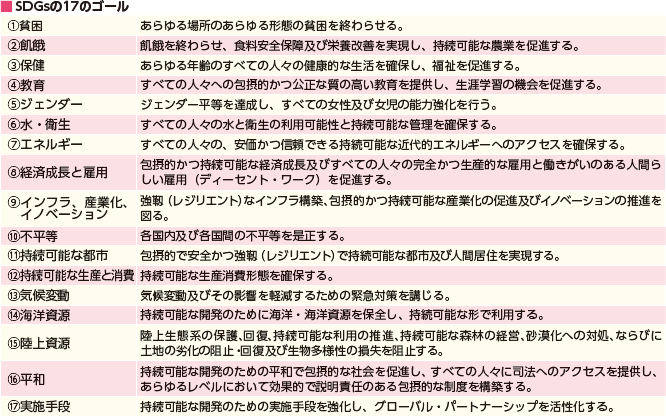 ■ SDGsの17のゴール
①貧困 あらゆる場所のあらゆる形態の貧困を終わらせる。
②飢餓 飢餓を終わらせ、食料安全保障及び栄養改善を実現し、持続可能な農業を促進する。
③保健 あらゆる年齢のすべての人々の健康的な生活を確保し、福祉を促進する。
④教育 すべての人々への包摂的かつ公正な質の高い教育を提供し、生涯学習の機会を促進する。
⑤ジェンダー ジェンダー平等を達成し、すべての女性及び女児の能力強化を行う。
⑥水・衛生 すべての人々の水と衛生の利用可能性と持続可能な管理を確保する。
⑦エネルギー すべての人々の、安価かつ信頼できる持続可能な近代的エネルギーへのアクセスを確保する。
⑧経済成長と雇用 包摂的かつ持続可能な経済成長及びすべての人々の完全かつ生産的な雇用と働きがいのある人間ら
しい雇用（ディーセント・ワーク）を促進する。
⑨インフラ、産業化、
イノベーション
強靱（レジリエント）なインフラ構築、包摂的かつ持続可能な産業化の促進及びイノベーションの推進を
図る。
⑩不平等 各国内及び各国間の不平等を是正する。
⑪持続可能な都市 包摂的で安全かつ強靱（レジリエント）で持続可能な都市及び人間居住を実現する。
⑫持続可能な生産と消費 持続可能な生産消費形態を確保する。
⑬気候変動 気候変動及びその影響を軽減するための緊急対策を講じる。
⑭海洋資源 持続可能な開発のために海洋・海洋資源を保全し、持続可能な形で利用する。
⑮陸上資源 陸上生態系の保護、回復、持続可能な利用の推進、持続可能な森林の経営、砂漠化への対処、ならびに
土地の劣化の阻止・回復及び生物多様性の損失を阻止する。
⑯平和 持続可能な開発のための平和で包摂的な社会を促進し、すべての人々に司法へのアクセスを提供し、
あらゆるレベルにおいて効果的で説明責任のある包摂的な制度を構築する。
⑰実施手段 持続可能な開発のための実施手段を強化し、グローバル・パートナーシップを活性化する。